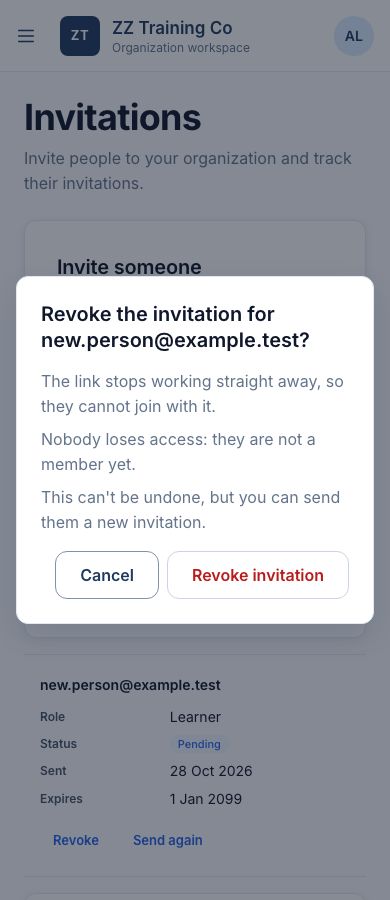 ZT
ZZ Training Co
Organization workspace
AL
Invitations
Invite people to your organization and track
their invitations.
Invite someone
Revoke the invitation for
new.person@example.test?
The link stops working straight away, so
they cannot join with it.
Nobody loses access: they are not a
member yet.
This can't be undone, but you can send
them a new invitation.
Cancel
Revoke invitation
new.person@example.test
Role Learner
Status Pending
Sent 28 Oct 2026
Expires 1 Jan 2099
Revoke Send again